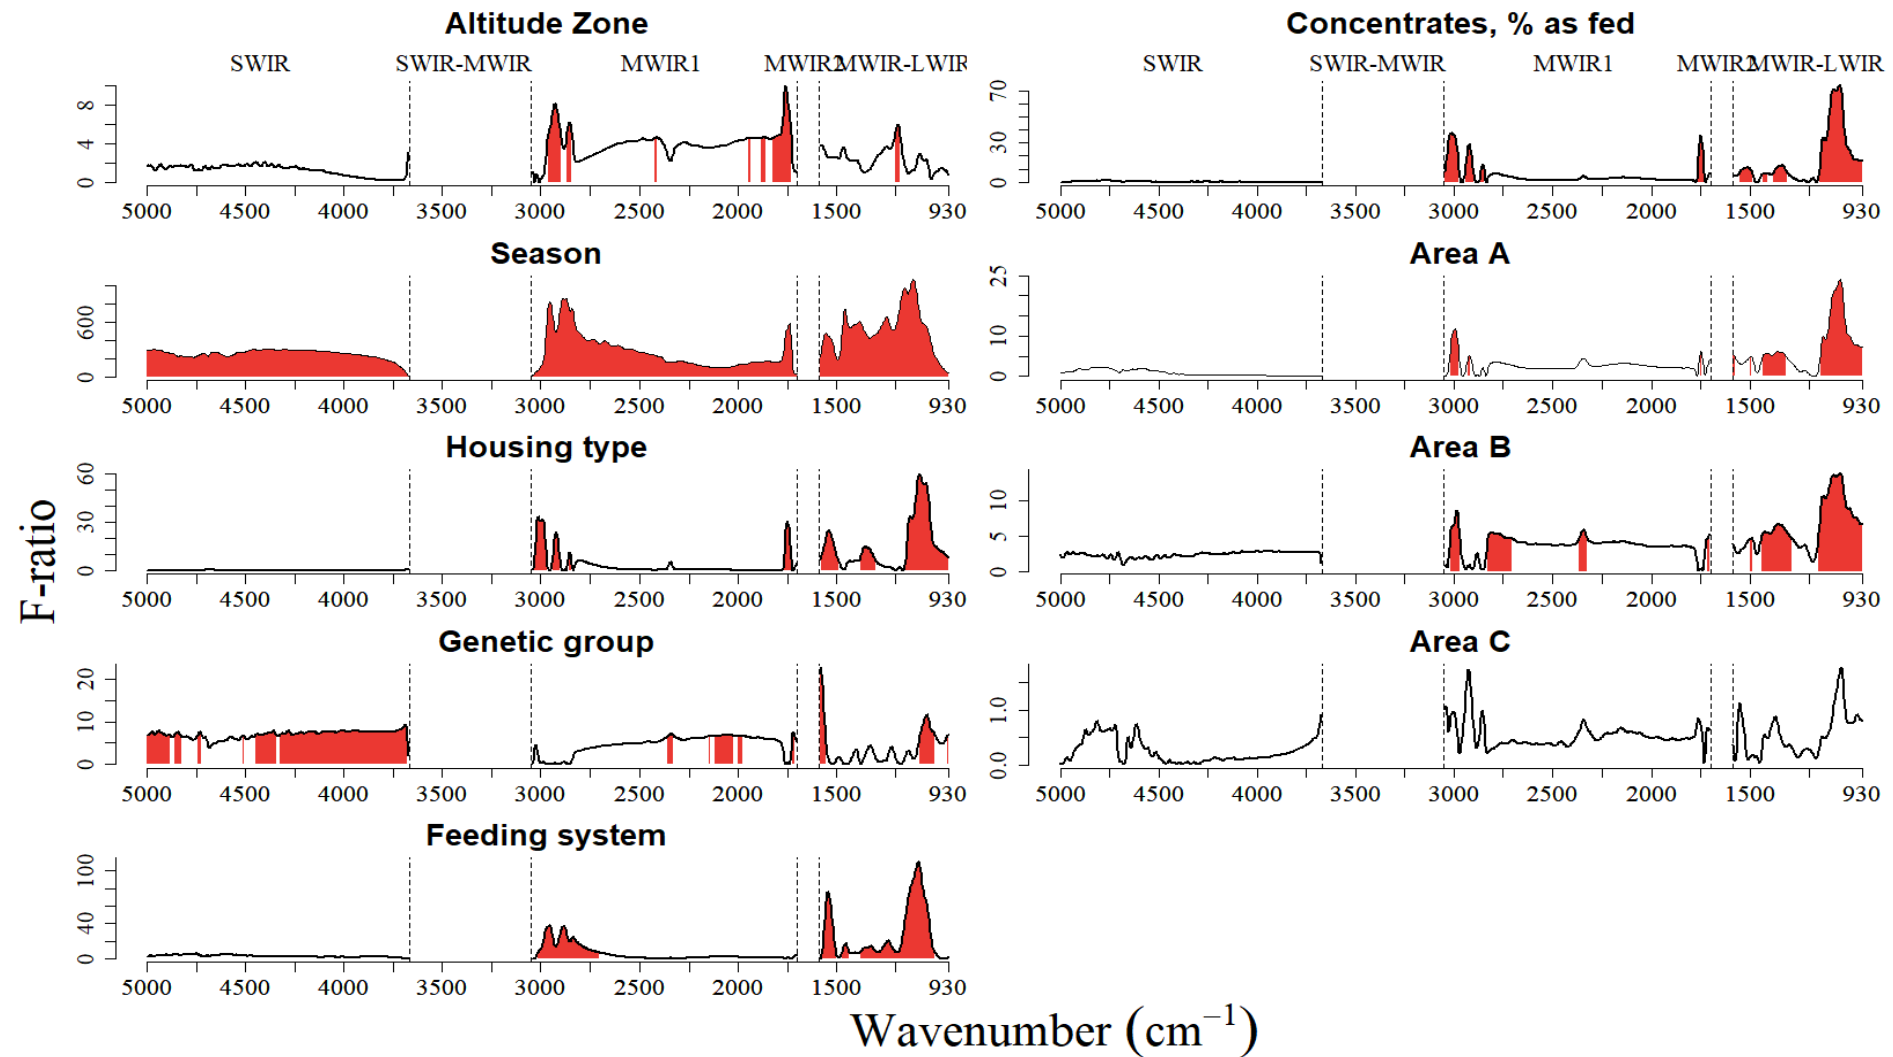 Altitude Zone
SWIR SWIR-MWIR MWIR1 MWIR2 MWIR-LWIR
0 4 8
5000 4500 4000 3500 3000 2500 2000 1500 930
Season
0 600
5000 4500 4000 3500 3000 2500 2000 1500 930
Housing type
0 30 60
5000 4500 4000 3500 3000 2500 2000 1500 930
Genetic group
0 10 20
5000 4500 4000 3500 3000 2500 2000 1500 930
Feeding system
0 40 100
5000 4500 4000 3500 3000 2500 2000 1500 930
Concentrates, % as fed
SWIR SWIR-MWIR MWIR1 MWIR2 MWIR-LWIR
0 30 70
5000 4500 4000 3500 3000 2500 2000 1500 930
Area A
0 10 25
5000 4500 4000 3500 3000 2500 2000 1500 930
Area B
0 5 10
5000 4500 4000 3500 3000 2500 2000 1500 930
Area C
0.0 1.0
5000 4500 4000 3500 3000 2500 2000 1500 930
F-ratio
Wavenumber (cm⁻¹)